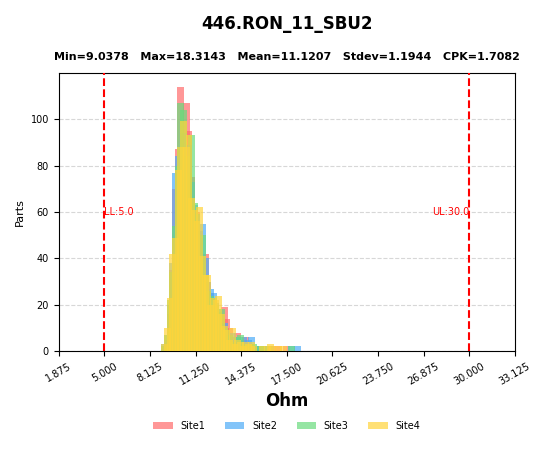 446.RON_11_SBU2
Min=9.0378 Max=18.3143 Mean=11.1207 Stdev=1.1944 CPK=1.7082
100
80
60
40
20
0
Parts
LL:5.0
UL:30.0
1.875 5.000 8.125 11.250 14.375 17.500 20.625 23.750 26.875 30.000 33.125
Ohm
Site1 Site2 Site3 Site4